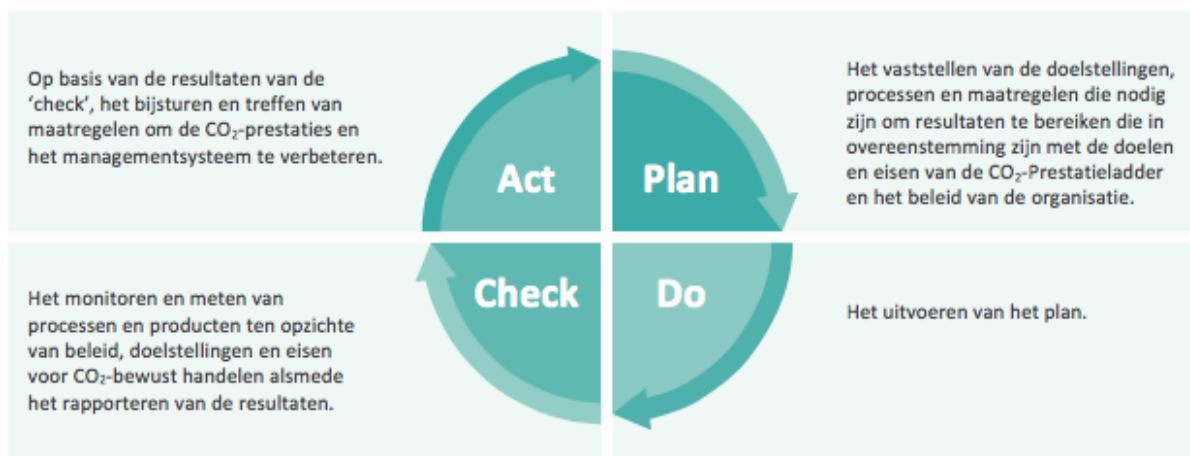 Op basis van de resultaten van de
‘check’, het bijsturen en treffen van
maatregelen om de CO₂-prestaties en
het managementsysteem te verbeteren.
Act
Plan
Het vaststellen van de doelstellingen,
processen en maatregelen die nodig
zijn om resultaten te bereiken die in
overeenstemming zijn met de doelen
en eisen van de CO₂-Prestatieladder
en het beleid van de organisatie.
Het monitoren en meten van
processen en producten ten opzichte
van beleid, doelstellingen en eisen
voor CO₂-bewust handelen alsmede
het rapporteren van de resultaten.
Check
Do
Het uitvoeren van het plan.